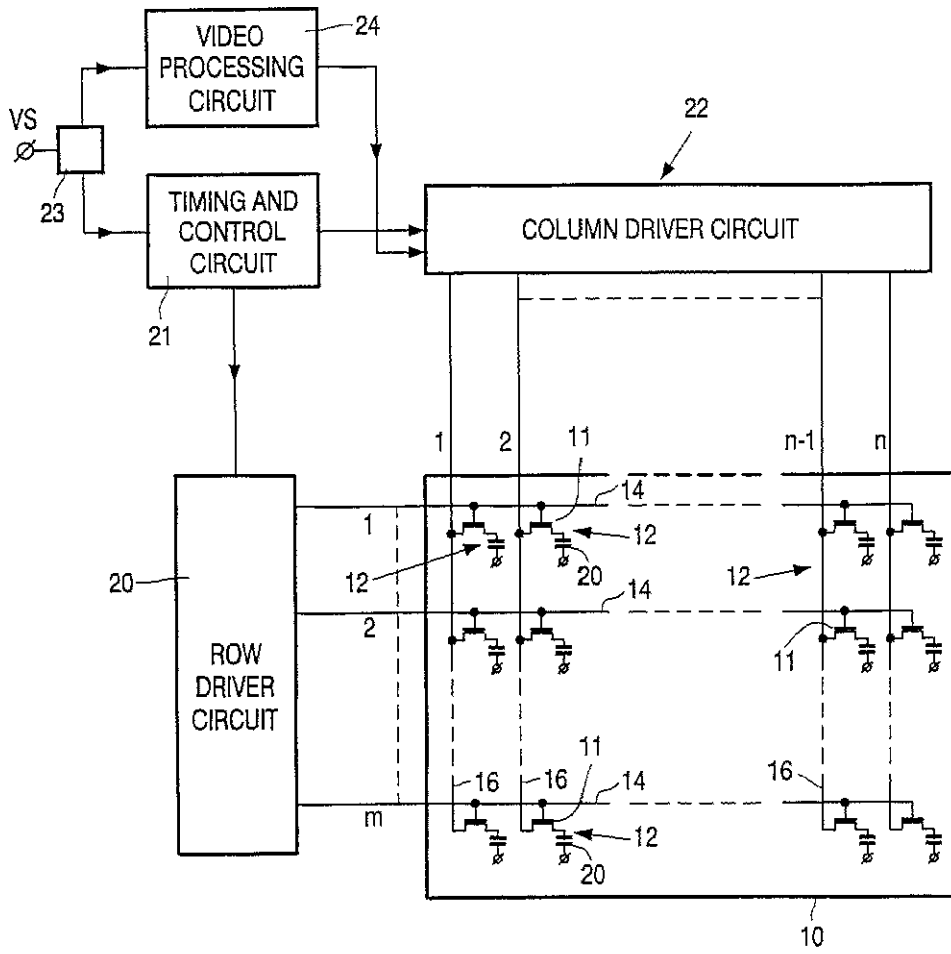 VIDEO
PROCESSING
CIRCUIT
24
VS
23
TIMING AND
CONTROL
CIRCUIT
21
22
COLUMN DRIVER CIRCUIT
1
2
n-1
n
11
14
1
12
12
20
12
20
ROW
DRIVER
CIRCUIT
2
14
11
11
16
16
14
16
m
12
20
10